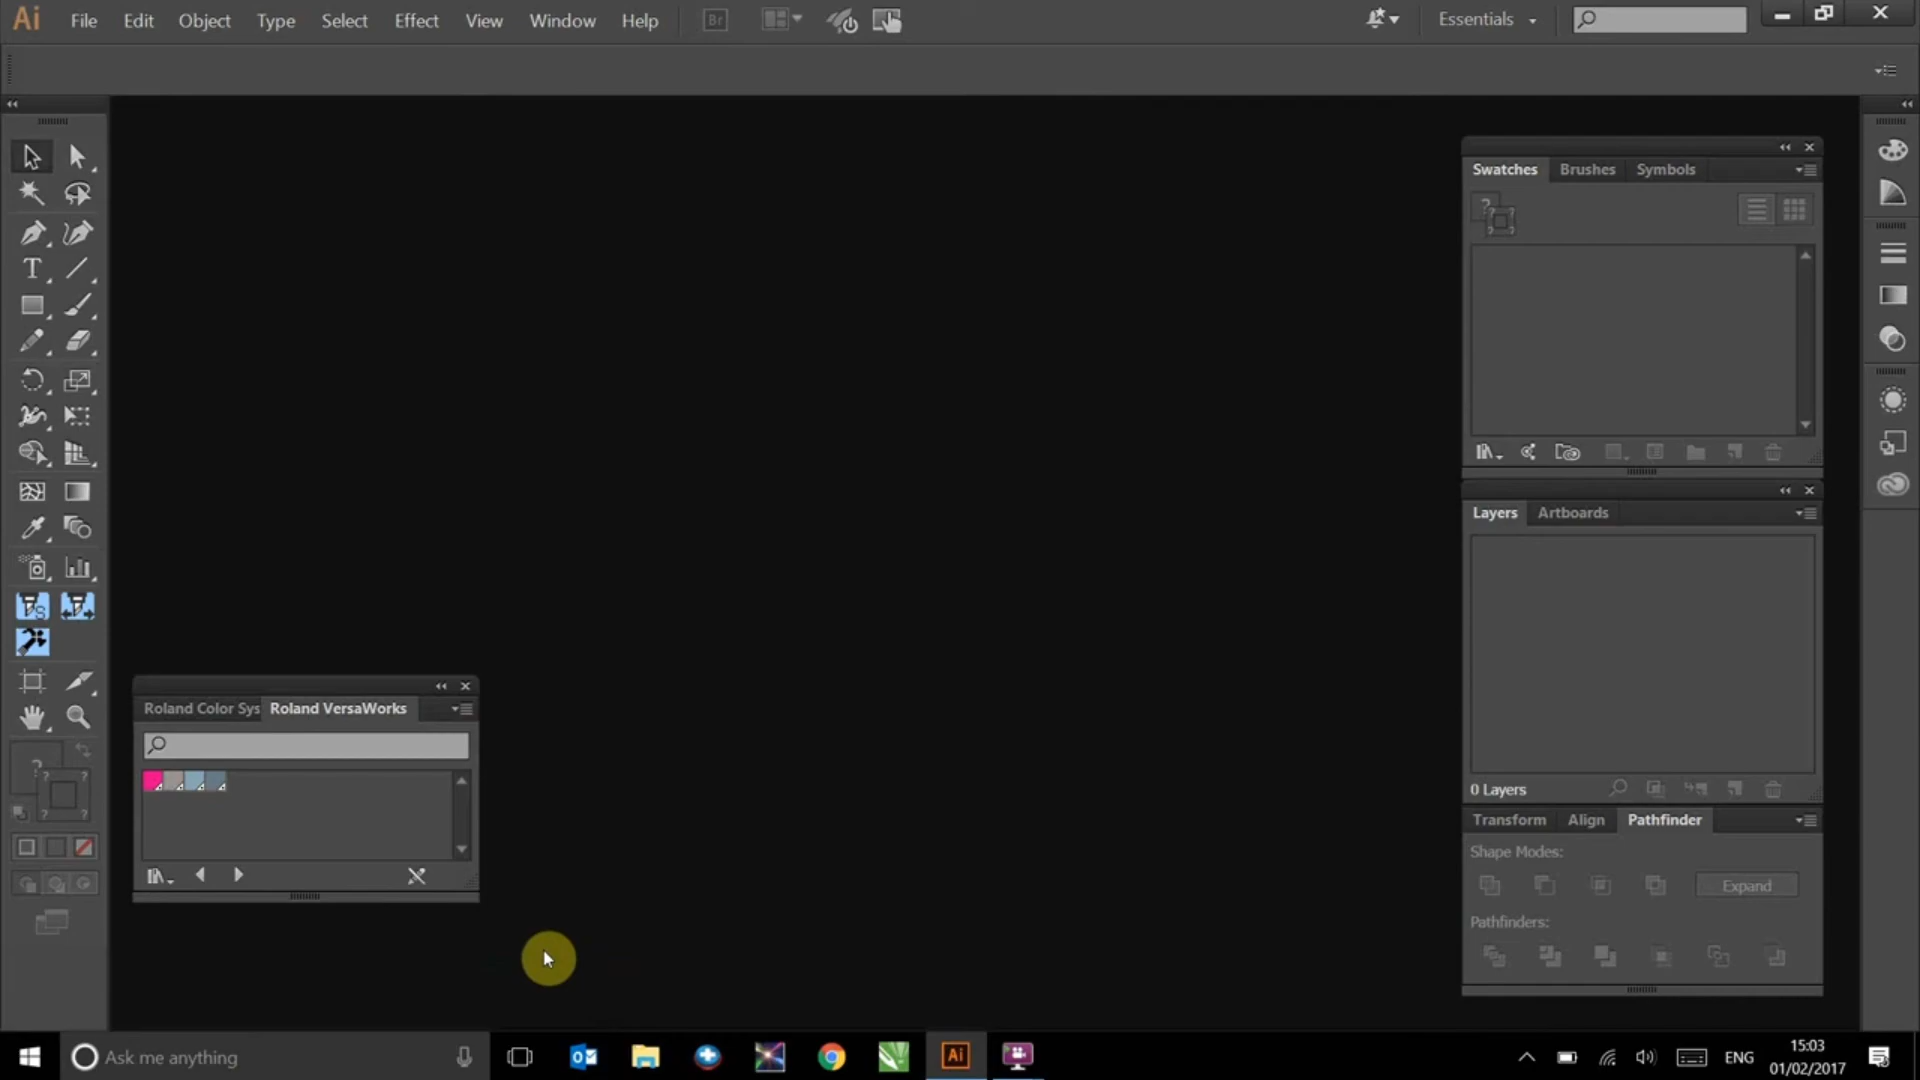 Ai File Edit Object Type Select Effect View Window Help Br Essentials
Swatches Brushes Symbols
Layers Artboards
Roland Color Sys Roland VersaWorks
0 Layers
Transform Align Pathfinder
Shape Modes:
Expand
Pathfinders:
Ask me anything
Ai
ENG
15:03
01/02/2017